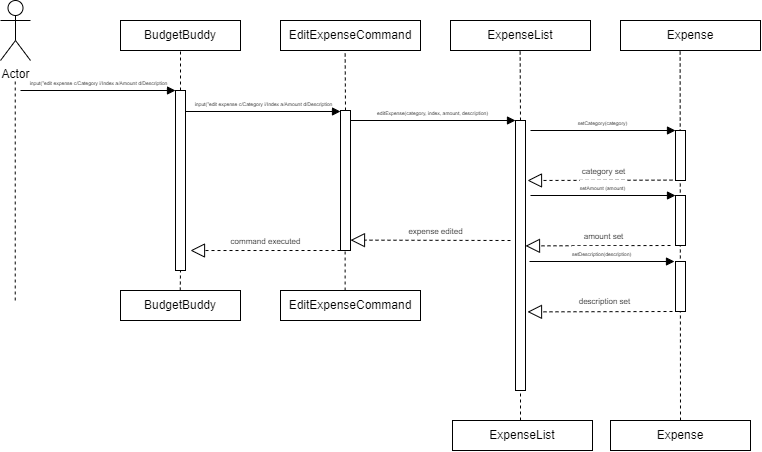 BudgetBuddy
EditExpenseCommand
ExpenseList
Expense
Actor
input("edit expense c/Category i/Index a/Amount d/Description
input("edit expense c/Category i/Index a/Amount d/Description
editExpense(category, index, amount, description)
setCategory(category)
category set
setAmount (amount)
expense edited
amount set
command executed
setDescription(description)
description set
BudgetBuddy
EditExpenseCommand
ExpenseList
Expense